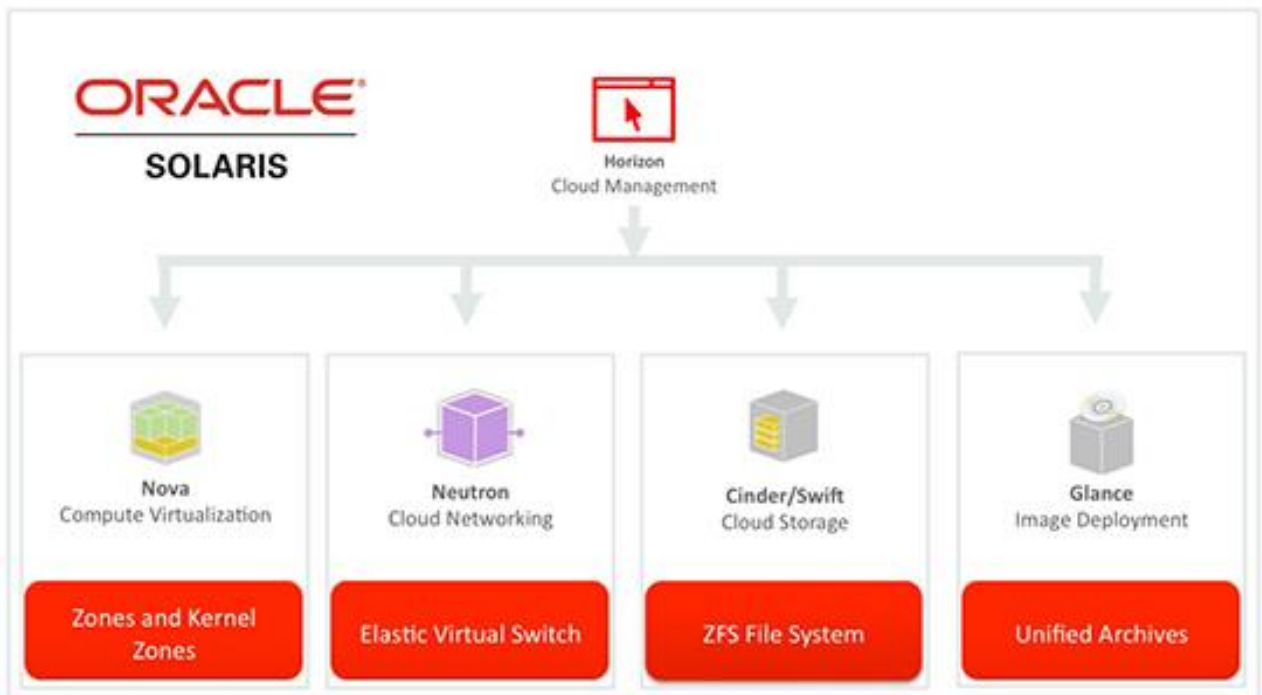 ORACLE®
SOLARIS
Horizon
Cloud Management
Nova
Compute Virtualization
Neutron
Cloud Networking
Cinder/Swift
Cloud Storage
Glance
Image Deployment
Zones and Kernel
Zones
Elastic Virtual Switch
ZFS File System
Unified Archives